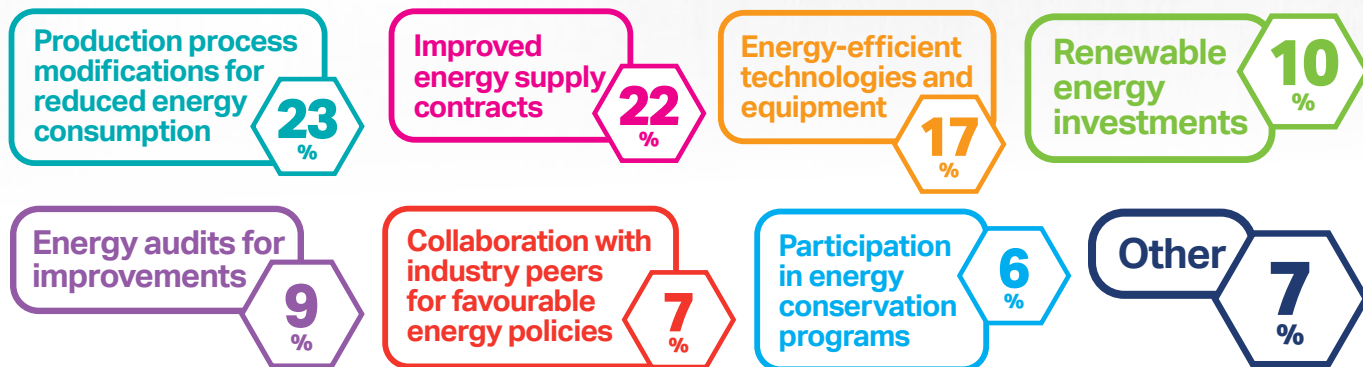 Production process
modifications for
reduced energy
consumption
23
%
Improved
energy supply
contracts
22
%
Energy-efficient
technologies and
equipment
17
%
Renewable
energy
investments
10
%
Energy audits for
improvements
9
%
Collaboration with
industry peers
for favourable
energy policies
7
%
Participation
in energy
conservation
programs
6
%
Other
7
%